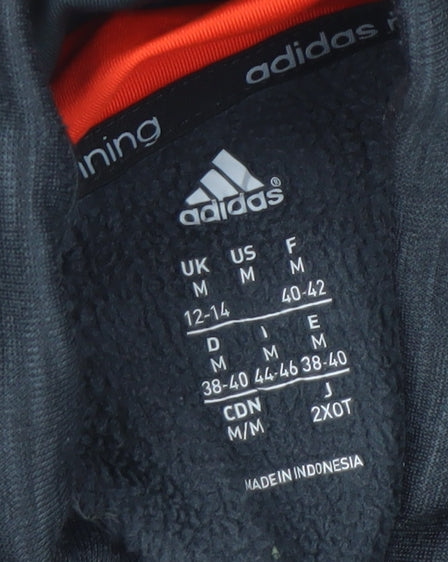 adidas r
nning
adidas®
UK US F
M M M
12-14 40-42
D I E
M M M
38-40 44-46 38-40
CDN J
M/M 2XOT
MADE IN INDONESIA